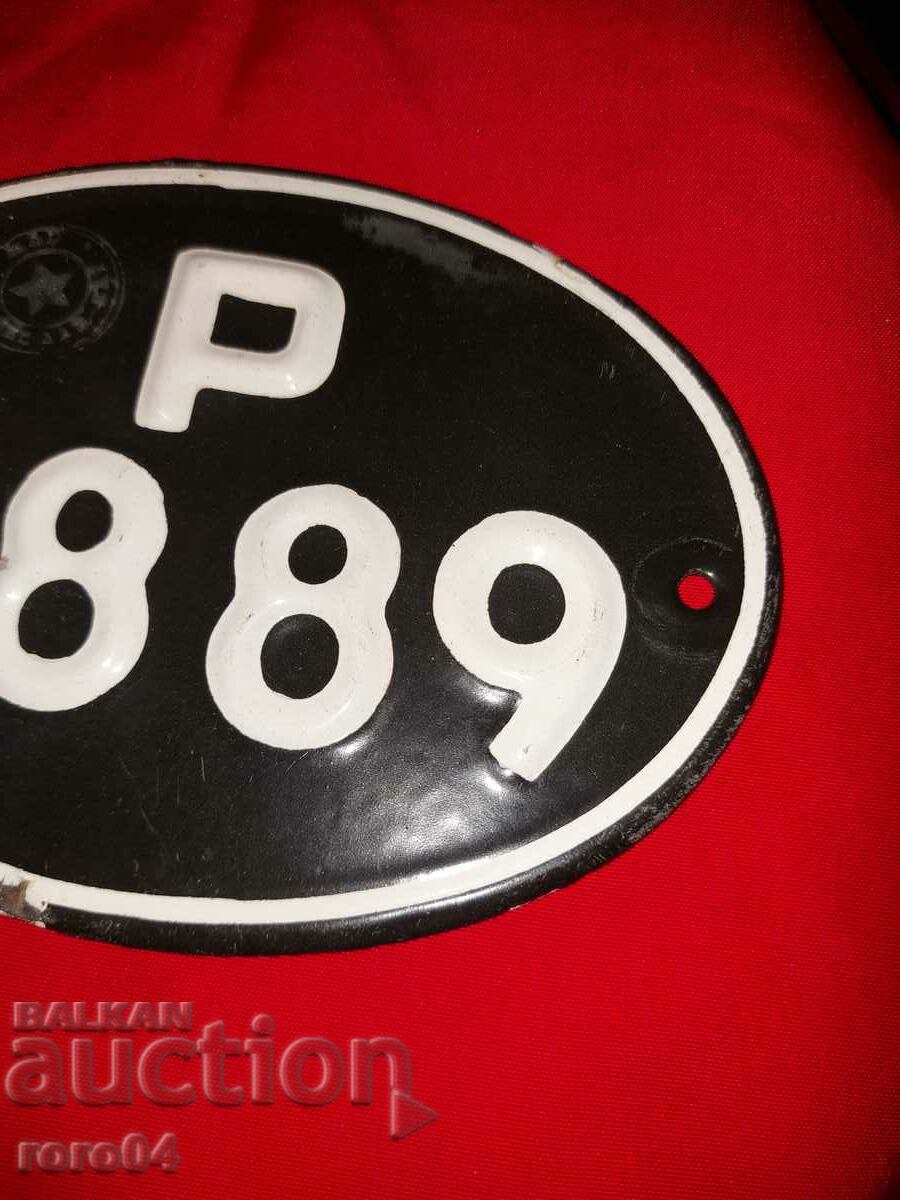 P
889
BALKAN
auction
roro04